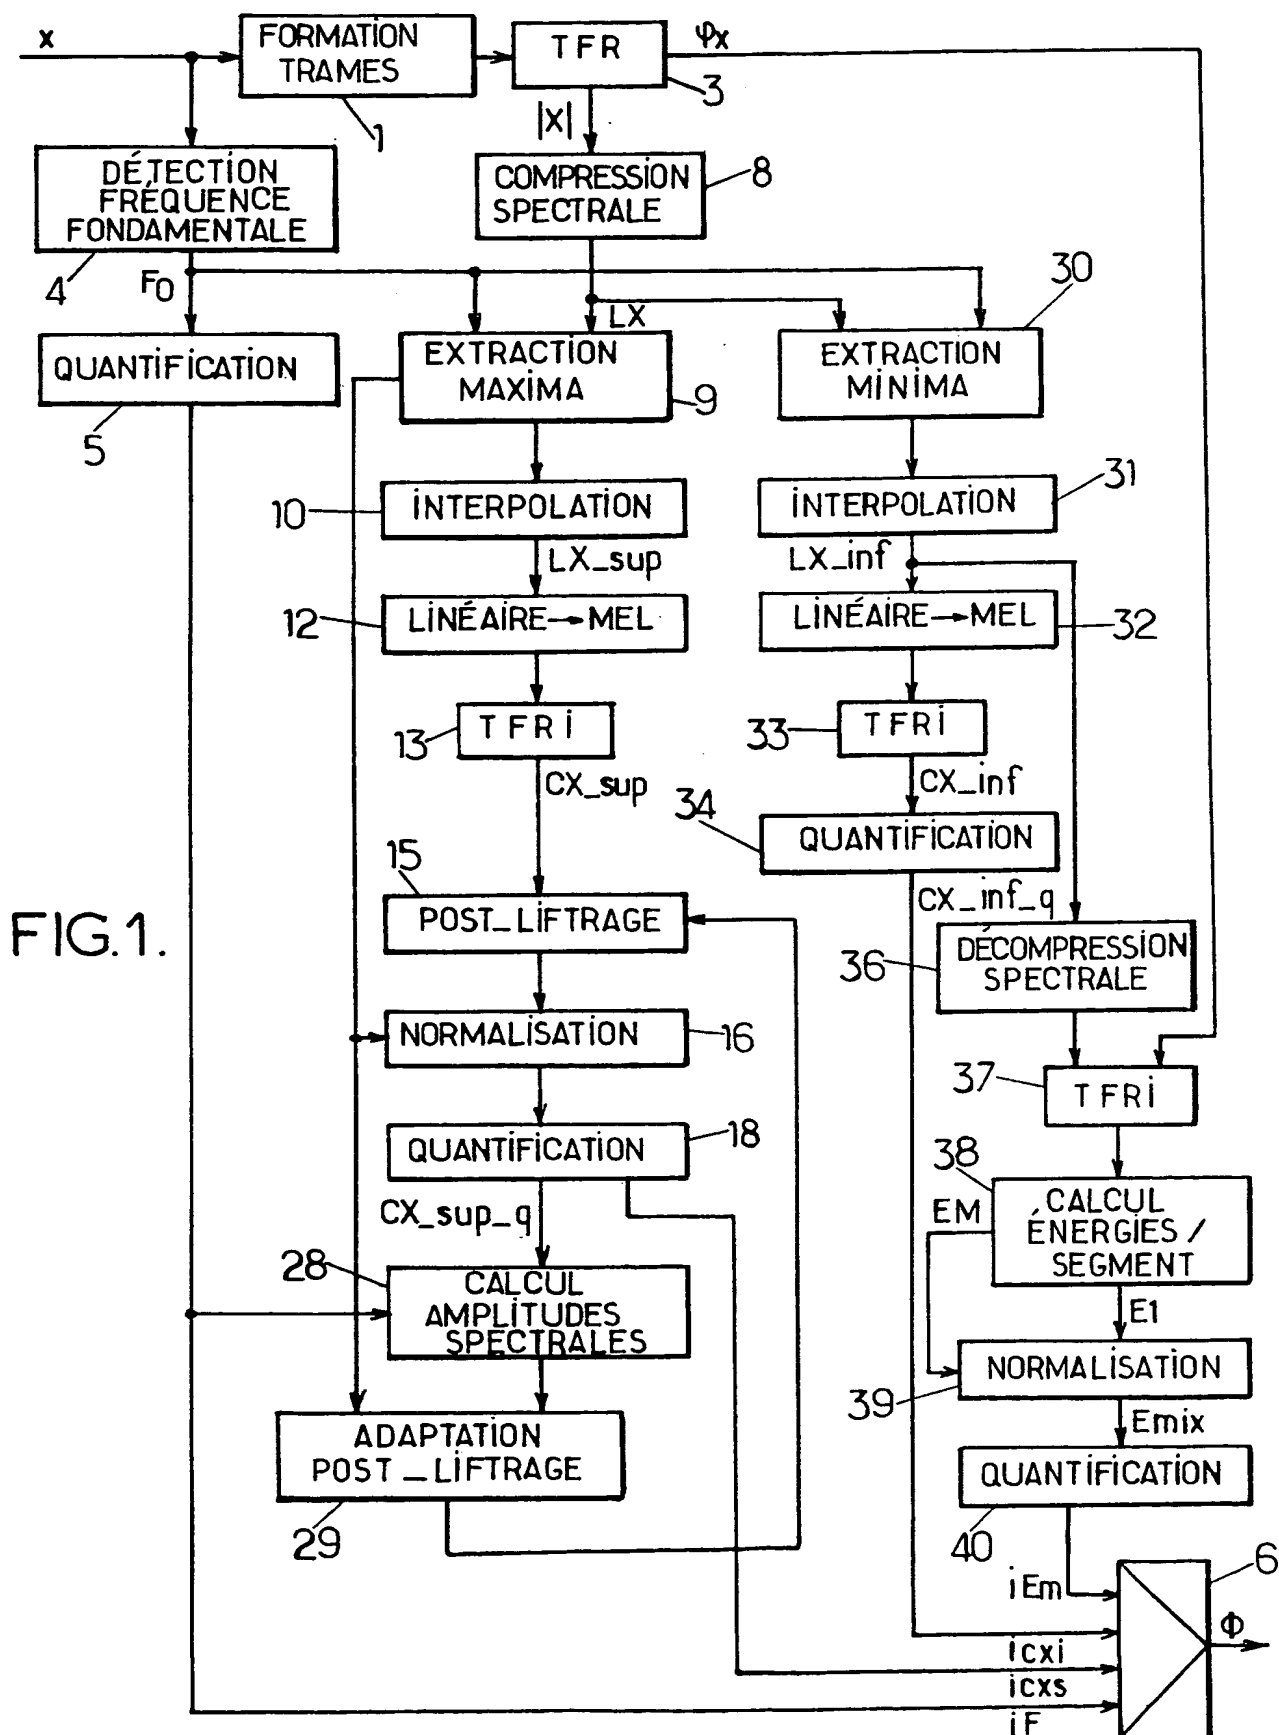 x
FORMATION
TRAMES
1
TFR
3
φx
|X|
DÉTECTION
FRÉQUENCE
FONDAMENTALE
4
COMPRESSION
SPECTRALE
8
F0
LX
30
QUANTIFICATION
5
EXTRACTION
MAXIMA
9
EXTRACTION
MINIMA
10
INTERPOLATION
INTERPOLATION
31
LX_sup
LX_inf
12
LINÉAIRE→MEL
LINÉAIRE→MEL
32
13
TFRI
33
TFRI
CX_sup
CX_inf
34
QUANTIFICATION
15
POST_LIFTRAGE
CX_inf_q
FIG.1.
36
DÉCOMPRESSION
SPECTRALE
NORMALISATION
16
37
TFRI
QUANTIFICATION
18
38
CX_sup_q
EM
CALCUL
ÉNERGIES/
SEGMENT
28
CALCUL
AMPLITUDES
SPECTRALES
E1
NORMALISATION
39
Emix
ADAPTATION
POST_LIFTRAGE
29
QUANTIFICATION
40
6
iEm
Φ
icxi
icxs
iF